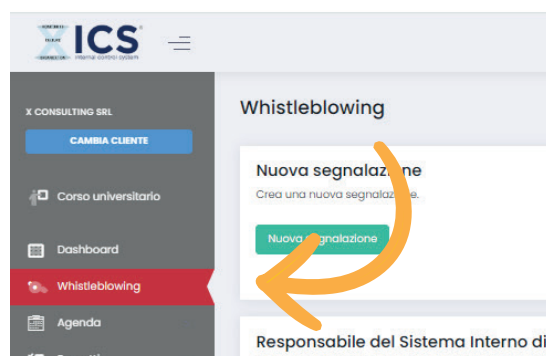 XICS
internal control system
X CONSULTING SRL
CAMBIA CLIENTE
Corso universitario
Dashboard
Whistleblowing
Agenda
Whistleblowing
Nuova segnalazione
Crea una nuova segnalazione.
Nuova segnalazione
Responsabile del Sistema Interno di